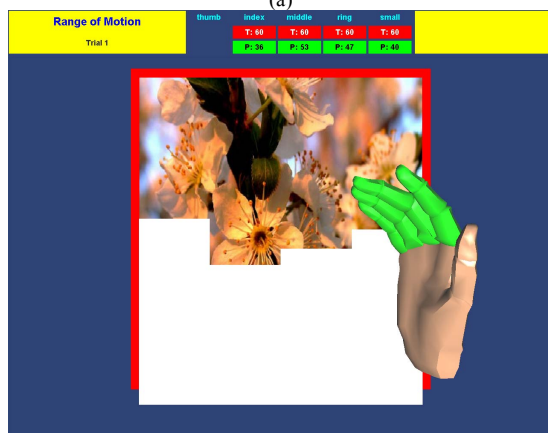 (a)
Range of Motion
Trial 1
thumb index middle ring small
T: 60 T: 60 T: 60 T: 60
P: 36 P: 53 P: 47 P: 40